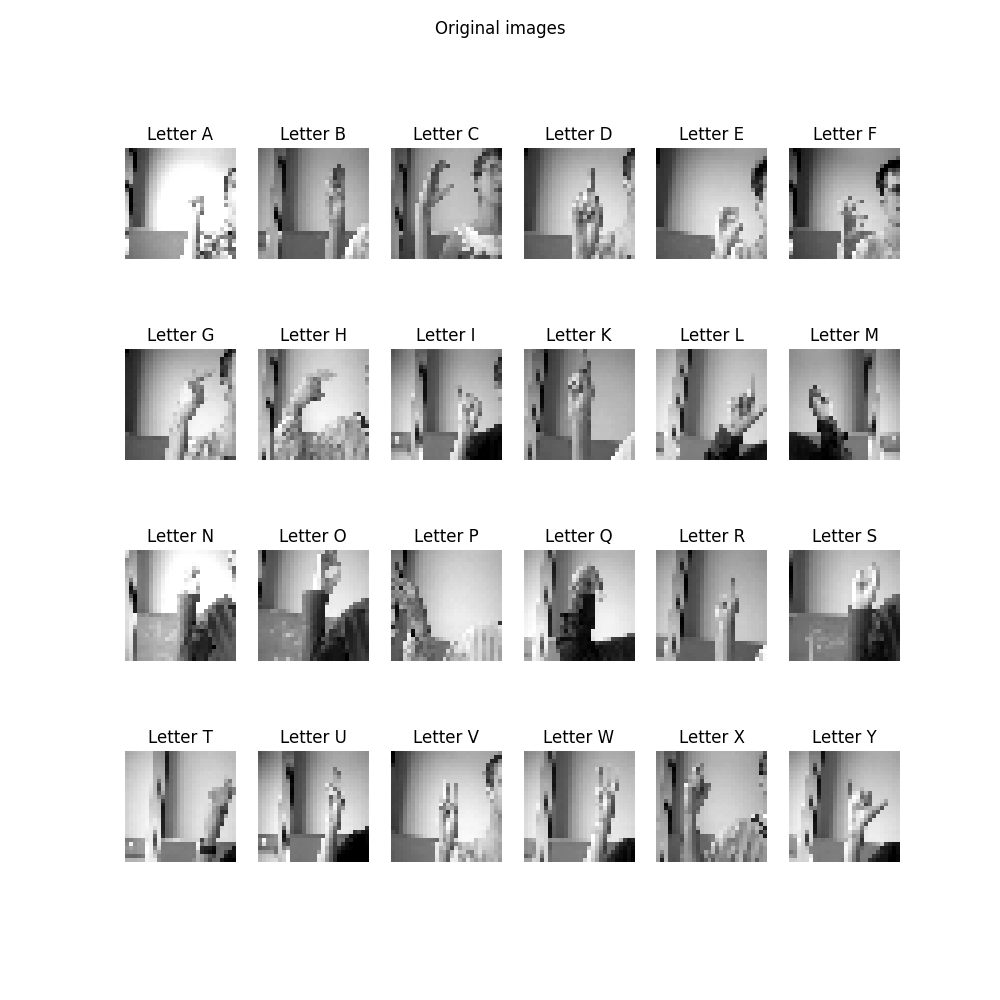 Original images
Letter A Letter B Letter C Letter D Letter E Letter F
Letter G Letter H Letter I Letter K Letter L Letter M
Letter N Letter O Letter P Letter Q Letter R Letter S
Letter T Letter U Letter V Letter W Letter X Letter Y